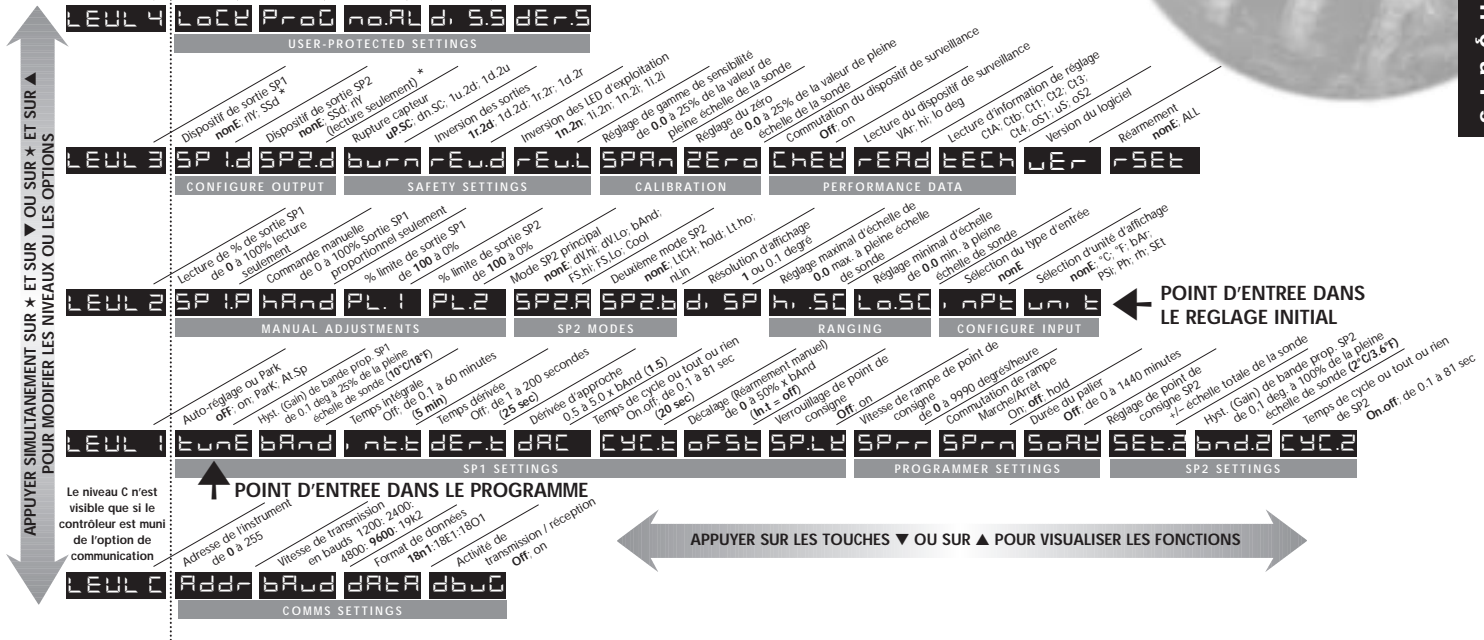 LEVL 4 LoCK ProG no.AL di S.S dEr.S
USER-PROTECTED SETTINGS
APPUYER SIMULTANEMENT SUR ★ ET SUR ▼ OU SUR ★ ET SUR ▲
POUR MODIFIER LES NIVEAUX OU LES OPTIONS
Dispositif de sortie SP1
nonE; rlY; SSd *
Dispositif de sortie SP2
nonE; SSd; rlY
(lecture seulement) *
Rupture capteur
uP.SC; dn.SC; 1u.2d; 1d.2u
Inversion des sorties
1r.2d; 1d.2d; 1r.2r; 1d.2r
Inversion des LED d'exploitation
1n.2n; 1i.2n; 1n.2i; 1i.2i
Réglage de gamme de sensibilité
de 0.0 à 25% de la valeur de
pleine échelle de la sonde
Réglage du zéro
de 0.0 à 25% de la valeur de pleine
échelle de la sonde
Commutation du dispositif de surveillance
Off; on
Lecture du dispositif de surveillance
VAr; hi; lo deg
Lecture d'information de réglage
CtA; Ctb; Ct1; Ct2; Ct3;
Ct4; oS1; uS; oS2
Version du logiciel
Réarmement
nonE; ALL
LEVL 3 SP1.d SP2.d burn rEv.d rEv.L SPAn ZEro ChEK rEAd tECh vEr rSEt
CONFIGURE OUTPUT SAFETY SETTINGS CALIBRATION PERFORMANCE DATA
Lecture de % de sortie SP1
de 0 à 100% lecture
seulement
Commande manuelle
de 0 à 100% Sortie SP1
proportionnel seulement
% limite de sortie SP1
de 100 à 0%
% limite de sortie SP2
de 100 à 0%
Mode SP2 principal
nonE; dV.hi; dV.Lo; bAnd;
FS.hi; FS.Lo; Cool
Deuxième mode SP2
nonE; LtCH; hold; Lt.ho;
nLin
Résolution d'affichage
1 ou 0.1 degré
Réglage maximal d'échelle de
0.0 max. à pleine échelle
de sonde
Réglage minimal d'échelle
de 0.0 min. à pleine
échelle de sonde
Sélection du type d'entrée
nonE
Sélection d'unité d'affichage
nonE; °C; °F; bAr;
PSi; Ph; rh; SEt
LEVL 2 SP1.P hAnd PL.1 PL.2 SP2.A SP2.b di SP hi.SC Lo.SC inPt unit
MANUAL ADJUSTMENTS SP2 MODES RANGING CONFIGURE INPUT
POINT D'ENTREE DANS
LE REGLAGE INITIAL
Auto-réglage ou Park
oFF; on; ParK; At.Sp
Hyst. (Gain) de bande prop. SP1
de 0.1 deg à 25% de la pleine
échelle de sonde (10°C/18°F)
Temps intégrale
Off; de 0.1 à 60 minutes
(5 min)
Temps dérivée
Off; de 1 à 200 secondes
(25 sec)
Dérivée d'approche
0.5 à 5.0 x bAnd (1.5)
Temps de cycle ou tout ou rien
On.off; de 0.1 à 81 sec
(20 sec)
Décalage (Réarmement manuel)
de 0 à 50% x bAnd
(In.t = off)
Verrouillage de point de
consigne
Off; on
Vitesse de rampe de point de
consigne
de 0 à 9990 degrés/heure
Commutation de rampe
Marche/Arrêt
On; off; hold
Durée du palier
Off; de 0 à 1440 minutes
Réglage de point de
consigne SP2
+/– échelle totale de la sonde
Hyst. (Gain) de bande prop. SP2
de 0,1 deg. à 100% de la pleine
échelle de sonde (2°C/3.6°F)
Temps de cycle ou tout ou rien
de SP2
On.off; de 0.1 à 81 sec
LEVL 1 tunE bAnd int.t dEr.t dAC CYC.t oFSt SP.LK SPrr SPrn SoAK SEt.2 bnd.2 CYC.2
SP1 SETTINGS PROGRAMMER SETTINGS SP2 SETTINGS
POINT D'ENTREE DANS LE PROGRAMME
Le niveau C n'est
visible que si le
contrôleur est muni
de l'option de
communication
Adresse de l'instrument
de 0 à 255
Vitesse de transmission
en bauds 1200: 2400:
4800: 9600: 19k2
Format de données
18n1:18E1:18O1
Activité de
transmission / réception
Off; on
APPUYER SUR LES TOUCHES ▼ OU SUR ▲ POUR VISUALISER LES FONCTIONS
LEVL C Addr bAud dAtA dbuG
COMMS SETTINGS